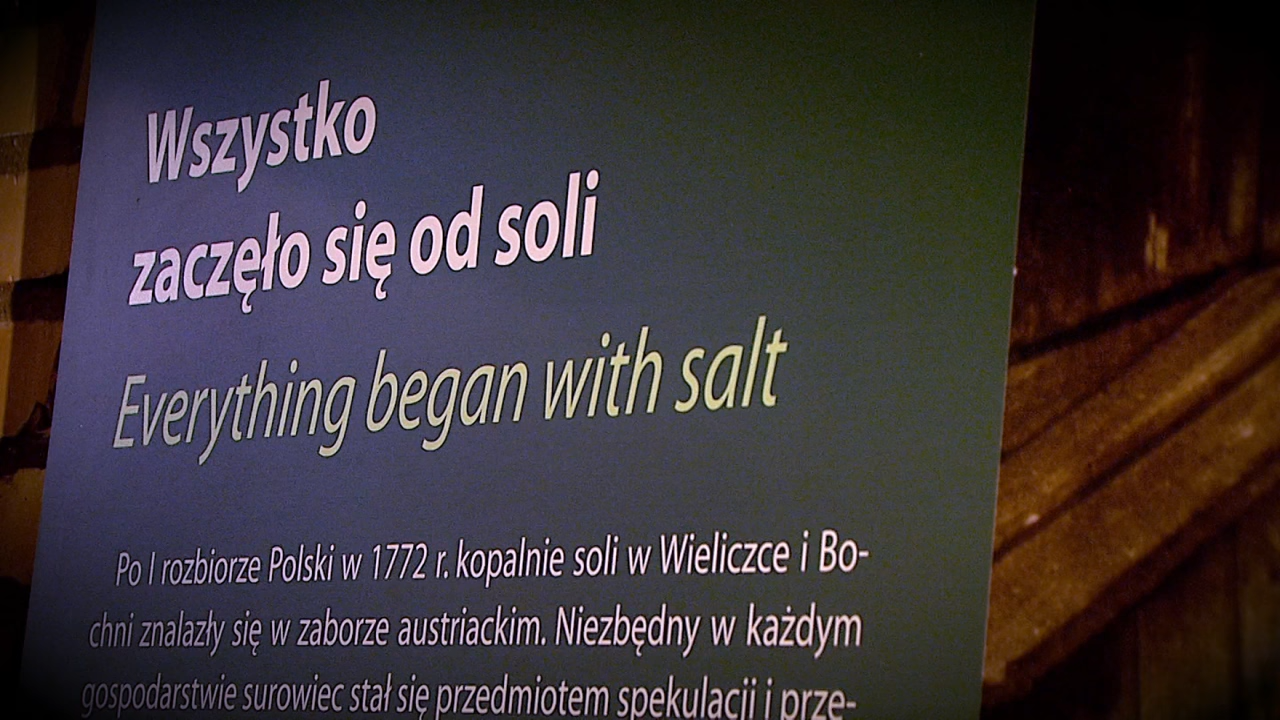 Wszystko
zaczęło się od soli
Everything began with salt
Po I rozbiorze Polski w 1772 r. kopalnie soli w Wieliczce i Bo-
chni znalazły się w zaborze austriackim. Niezbędny w każdym
gospodarstwie surowiec stał się przedmiotem spekulacji i prze-